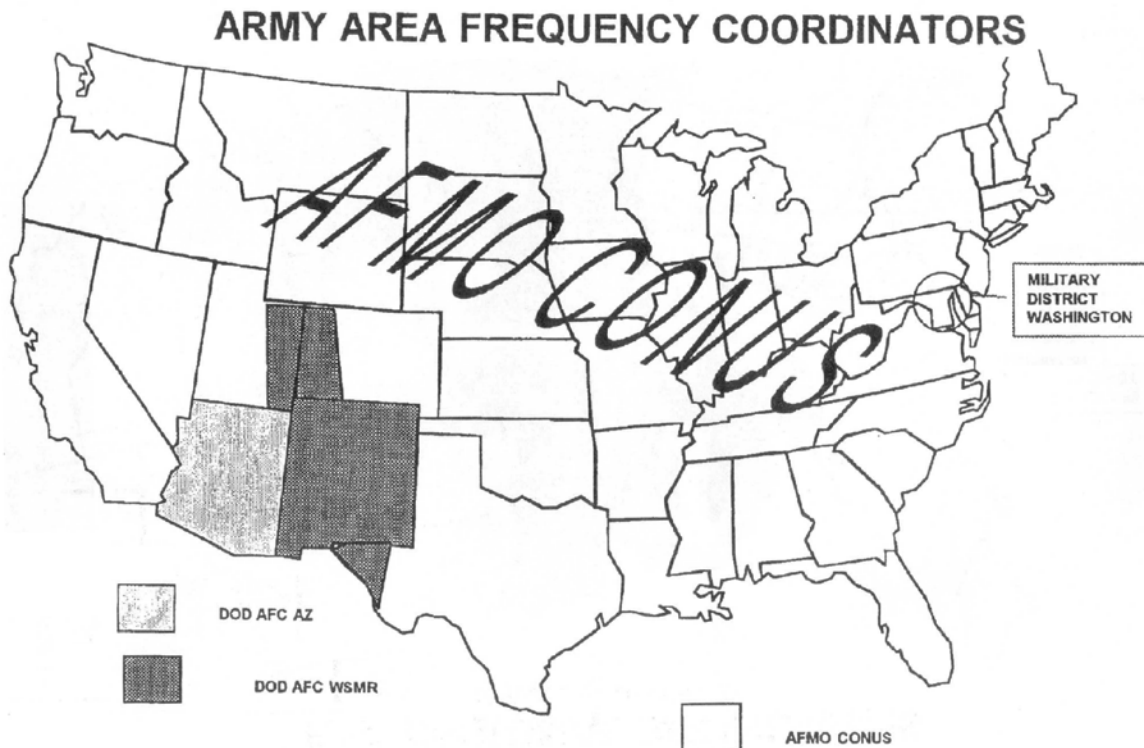 ARMY AREA FREQUENCY COORDINATORS
AFMO CONUS
MILITARY
DISTRICT
WASHINGTON
DOD AFC AZ
DOD AFC WSMR
AFMO CONUS